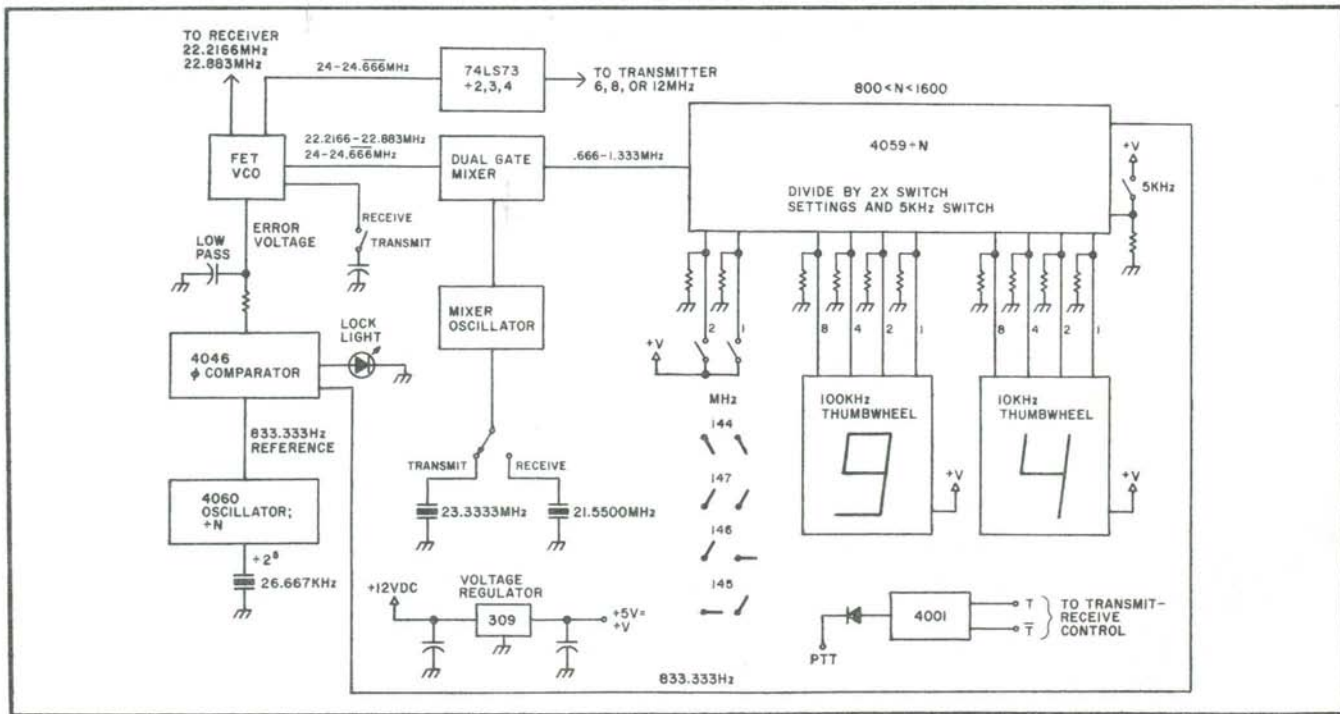 TO RECEIVER
22.2166MHz
22.883MHz
24-24.666MHz
74LS73
÷2,3,4
TO TRANSMITTER
6, 8, OR 12MHz
800<N<1600
FET
VCO
22.2166-22.883MHz
24-24.666MHz
DUAL GATE
MIXER
.666-1.333MHz
4059÷N
DIVIDE BY 2X SWITCH
SETTINGS AND 5KHz SWITCH
+V
5KHz
ERROR
VOLTAGE
RECEIVE
TRANSMIT
LOW
PASS
MIXER
OSCILLATOR
LOCK
LIGHT
4046
φ COMPARATOR
+V
2
1
8
4
2
1
8
4
2
1
MHz
144
147
146
145
100KHz
THUMBWHEEL
9
+V
10KHz
THUMBWHEEL
4
+V
833.333Hz
REFERENCE
TRANSMIT
RECEIVE
23.3333MHz
21.5500MHz
4060
OSCILLATOR;
÷N
÷2⁵
26.667KHz
+12VDC
VOLTAGE
REGULATOR
309
+5V=
+V
PTT
4001
T
T̅
TO TRANSMIT-
RECEIVE
CONTROL
833.333Hz